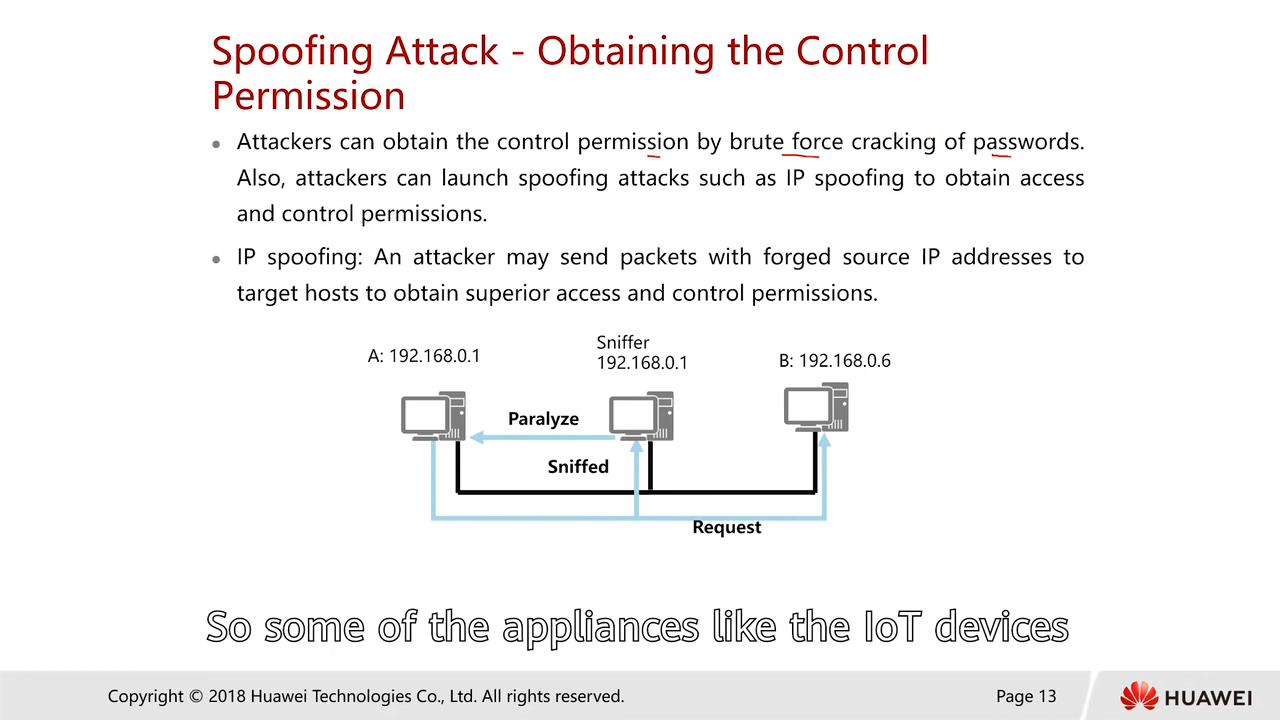 Spoofing Attack - Obtaining the Control
Permission
• Attackers can obtain the control permission by brute force cracking of passwords.
Also, attackers can launch spoofing attacks such as IP spoofing to obtain access
and control permissions.
• IP spoofing: An attacker may send packets with forged source IP addresses to
target hosts to obtain superior access and control permissions.
Sniffer
A: 192.168.0.1
192.168.0.1
B: 192.168.0.6
Paralyze
Sniffed
Request
So some of the appliances like the IoT devices
Copyright © 2018 Huawei Technologies Co., Ltd. All rights reserved.
Page 13
HUAWEI